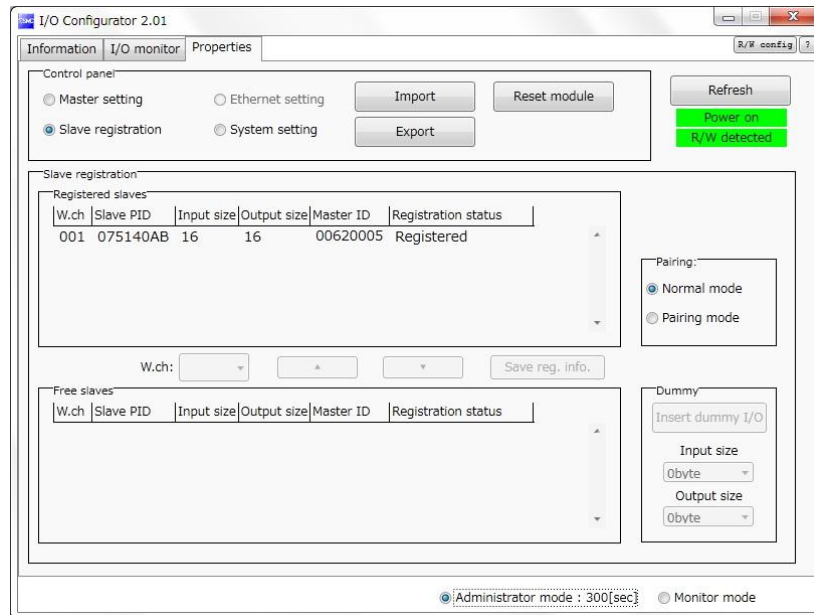 SMC I/O Configurator 2.01
Information I/O monitor Properties R/W config ?
Control panel
Master setting Ethernet setting Import Reset module Refresh
Power on
Slave registration System setting Export R/W detected
Slave registration
Registered slaves
W.ch Slave PID Input size Output size Master ID Registration status
001 075140AB 16 16 00620005 Registered
Pairing:
Normal mode
Pairing mode
W.ch: Save reg. info.
Free slaves
W.ch Slave PID Input size Output size Master ID Registration status
Dummy
Insert dummy I/O
Input size
0byte
Output size
0byte
Administrator mode : 300[sec] Monitor mode